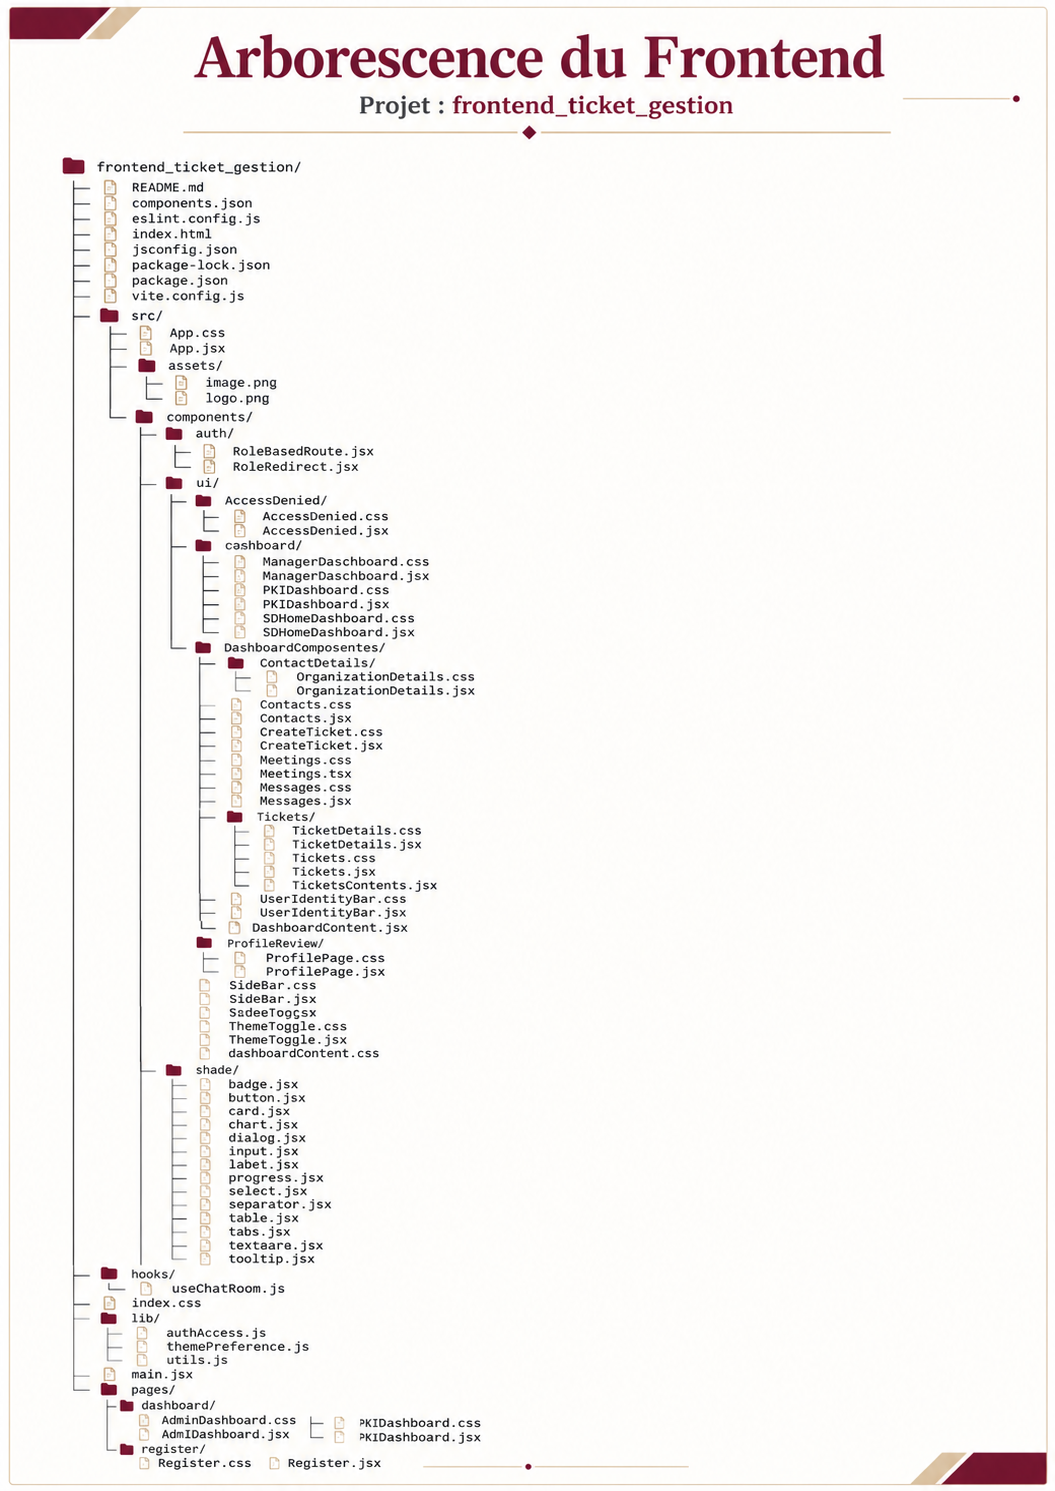 Arborescence du Frontend
Projet : frontend_ticket_gestion
frontend_ticket_gestion/
README.md
components.json
eslint.config.js
index.html
jsconfig.json
package-lock.json
package.json
vite.config.js
src/
App.css
App.jsx
assets/
image.png
logo.png
components/
auth/
RoleBasedRoute.jsx
RoleRedirect.jsx
ui/
AccessDenied/
AccessDenied.css
AccessDenied.jsx
cashboard/
ManagerDaschboard.css
ManagerDaschboard.jsx
PKIDashboard.css
PKIDashboard.jsx
SDHomeDashboard.css
SDHomeDashboard.jsx
DashboardComposentes/
ContactDetails/
OrganizationDetails.css
OrganizationDetails.jsx
Contacts.css
Contacts.jsx
CreateTicket.css
CreateTicket.jsx
Meetings.css
Meetings.tsx
Messages.css
Messages.jsx
Tickets/
TicketDetails.css
TicketDetails.jsx
Tickets.css
Tickets.jsx
TicketsContents.jsx
UserIdentityBar.css
UserIdentityBar.jsx
DashboardContent.jsx
ProfileReview/
ProfilePage.css
ProfilePage.jsx
SideBar.css
SideBar.jsx
ThemeToggle.css
ThemeToggle.jsx
dashboardContent.css
shade/
badge.jsx
button.jsx
card.jsx
chart.jsx
dialog.jsx
input.jsx
labet.jsx
progress.jsx
select.jsx
separator.jsx
table.jsx
tabs.jsx
textaare.jsx
tooltip.jsx
hooks/
useChatRoom.js
index.css
lib/
authAccess.js
themePreference.js
utils.js
main.jsx
pages/
dashboard/
AdminDashboard.css PKIDashboard.css
AdmIDashboard.jsx PKIDashboard.jsx
register/
Register.css Register.jsx